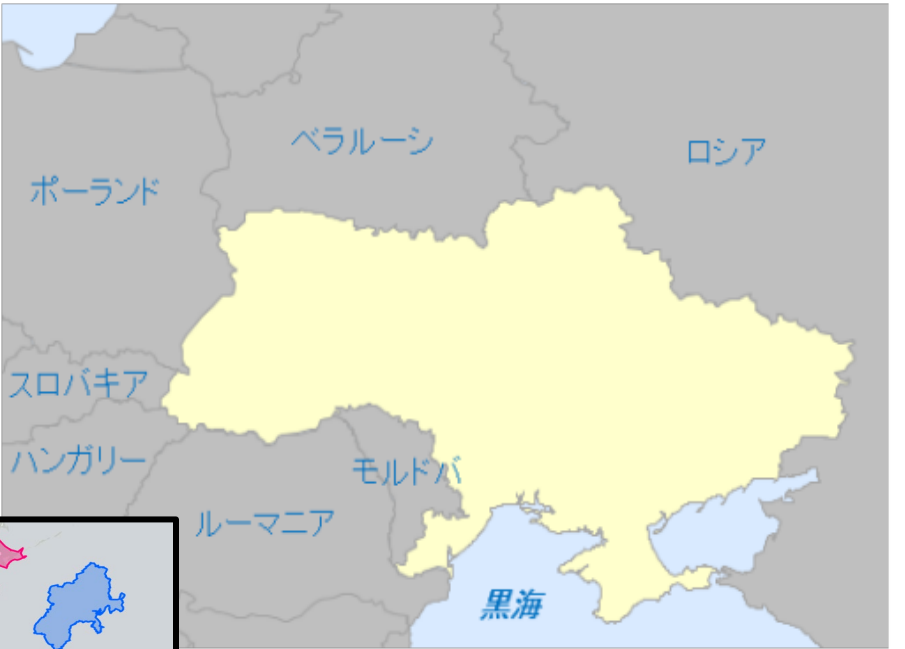 ベラルーシ
ロシア
ポーランド
スロバキア
ハンガリー
モルドバ
ルーマニア
黒海